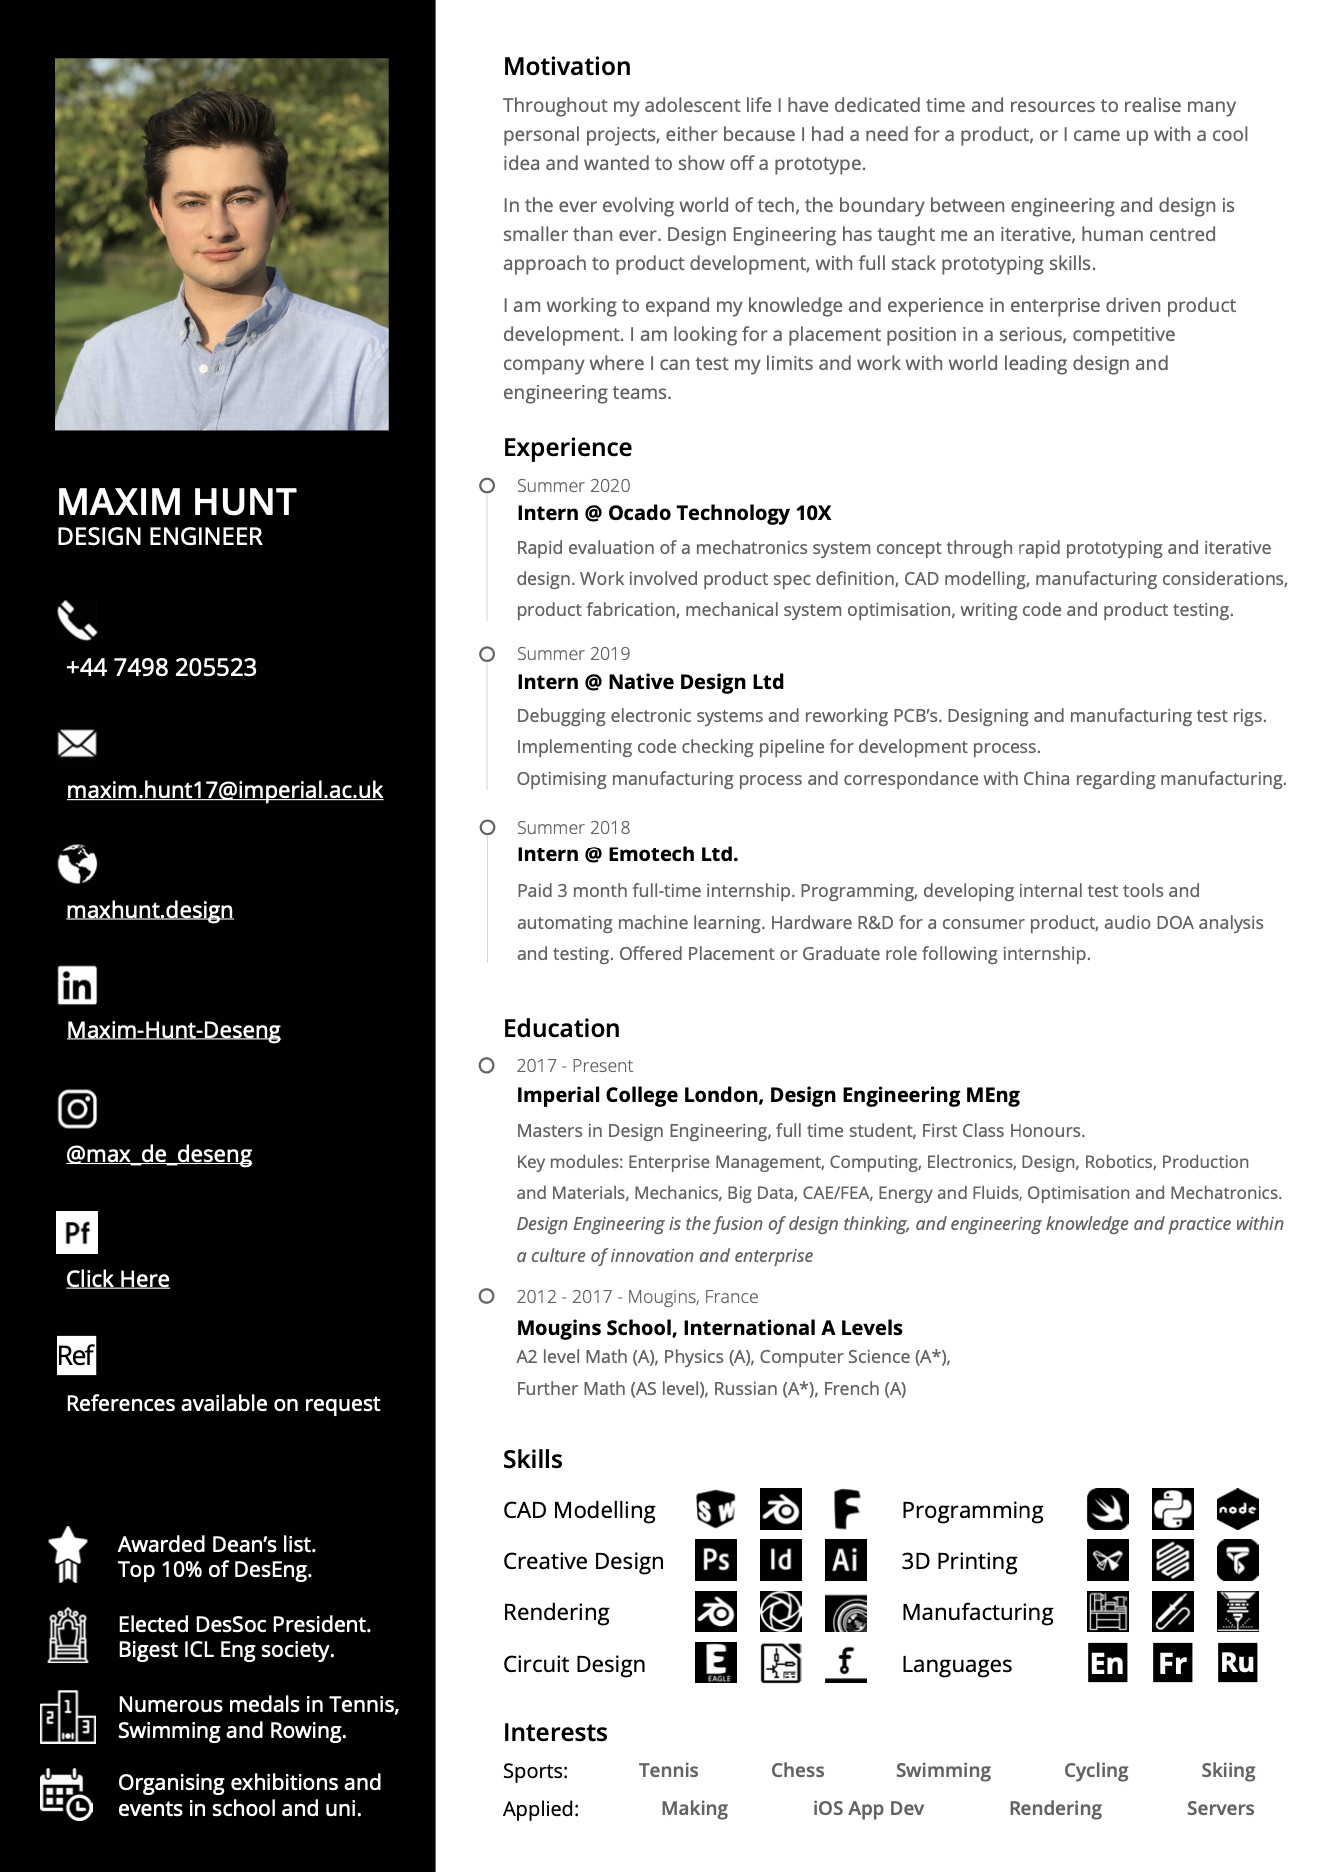 MAXIM HUNT
DESIGN ENGINEER
+44 7498 205523
maxim.hunt17@imperial.ac.uk
maxhunt.design
in
Maxim-Hunt-Deseng
@max_de_deseng
Pf
Click Here
Ref
References available on request
Awarded Dean’s list.
Top 10% of DesEng.
Elected DesSoc President.
Bigest ICL Eng society.
1
2
3
Numerous medals in Tennis,
Swimming and Rowing.
Organising exhibitions and
events in school and uni.
Motivation
Throughout my adolescent life I have dedicated time and resources to realise many
personal projects, either because I had a need for a product, or I came up with a cool
idea and wanted to show off a prototype.
In the ever evolving world of tech, the boundary between engineering and design is
smaller than ever. Design Engineering has taught me an iterative, human centred
approach to product development, with full stack prototyping skills.
I am working to expand my knowledge and experience in enterprise driven product
development. I am looking for a placement position in a serious, competitive
company where I can test my limits and work with world leading design and
engineering teams.
Experience
Summer 2020
Intern @ Ocado Technology 10X
Rapid evaluation of a mechatronics system concept through rapid prototyping and iterative
design. Work involved product spec definition, CAD modelling, manufacturing considerations,
product fabrication, mechanical system optimisation, writing code and product testing.
Summer 2019
Intern @ Native Design Ltd
Debugging electronic systems and reworking PCB’s. Designing and manufacturing test rigs.
Implementing code checking pipeline for development process.
Optimising manufacturing process and correspondance with China regarding manufacturing.
Summer 2018
Intern @ Emotech Ltd.
Paid 3 month full-time internship. Programming, developing internal test tools and
automating machine learning. Hardware R&D for a consumer product, audio DOA analysis
and testing. Offered Placement or Graduate role following internship.
Education
2017 - Present
Imperial College London, Design Engineering MEng
Masters in Design Engineering, full time student, First Class Honours.
Key modules: Enterprise Management, Computing, Electronics, Design, Robotics, Production
and Materials, Mechanics, Big Data, CAE/FEA, Energy and Fluids, Optimisation and Mechatronics.
Design Engineering is the fusion of design thinking, and engineering knowledge and practice within
a culture of innovation and enterprise
2012 - 2017 - Mougins, France
Mougins School, International A Levels
A2 level Math (A), Physics (A), Computer Science (A*),
Further Math (AS level), Russian (A*), French (A)
Skills
CAD Modelling SW F Programming node
Creative Design Ps Id Ai 3D Printing
Rendering Manufacturing
Circuit Design E EAGLE f Languages En Fr Ru
Interests
Sports: Tennis Chess Swimming Cycling Skiing
Applied: Making iOS App Dev Rendering Servers